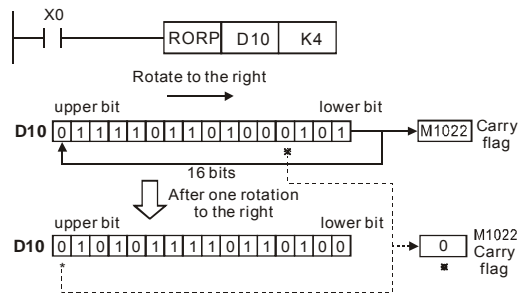 X0
RORP D10 K4
Rotate to the right
upper bit lower bit
D10 0 1 1 1 1 0 1 1 0 1 0 0 0 1 0 1 M1022 Carry flag
※
16 bits
After one rotation
to the right
upper bit lower bit
D10 0 1 0 1 0 1 1 1 1 0 1 1 0 1 0 0 0 M1022 Carry flag
* ※